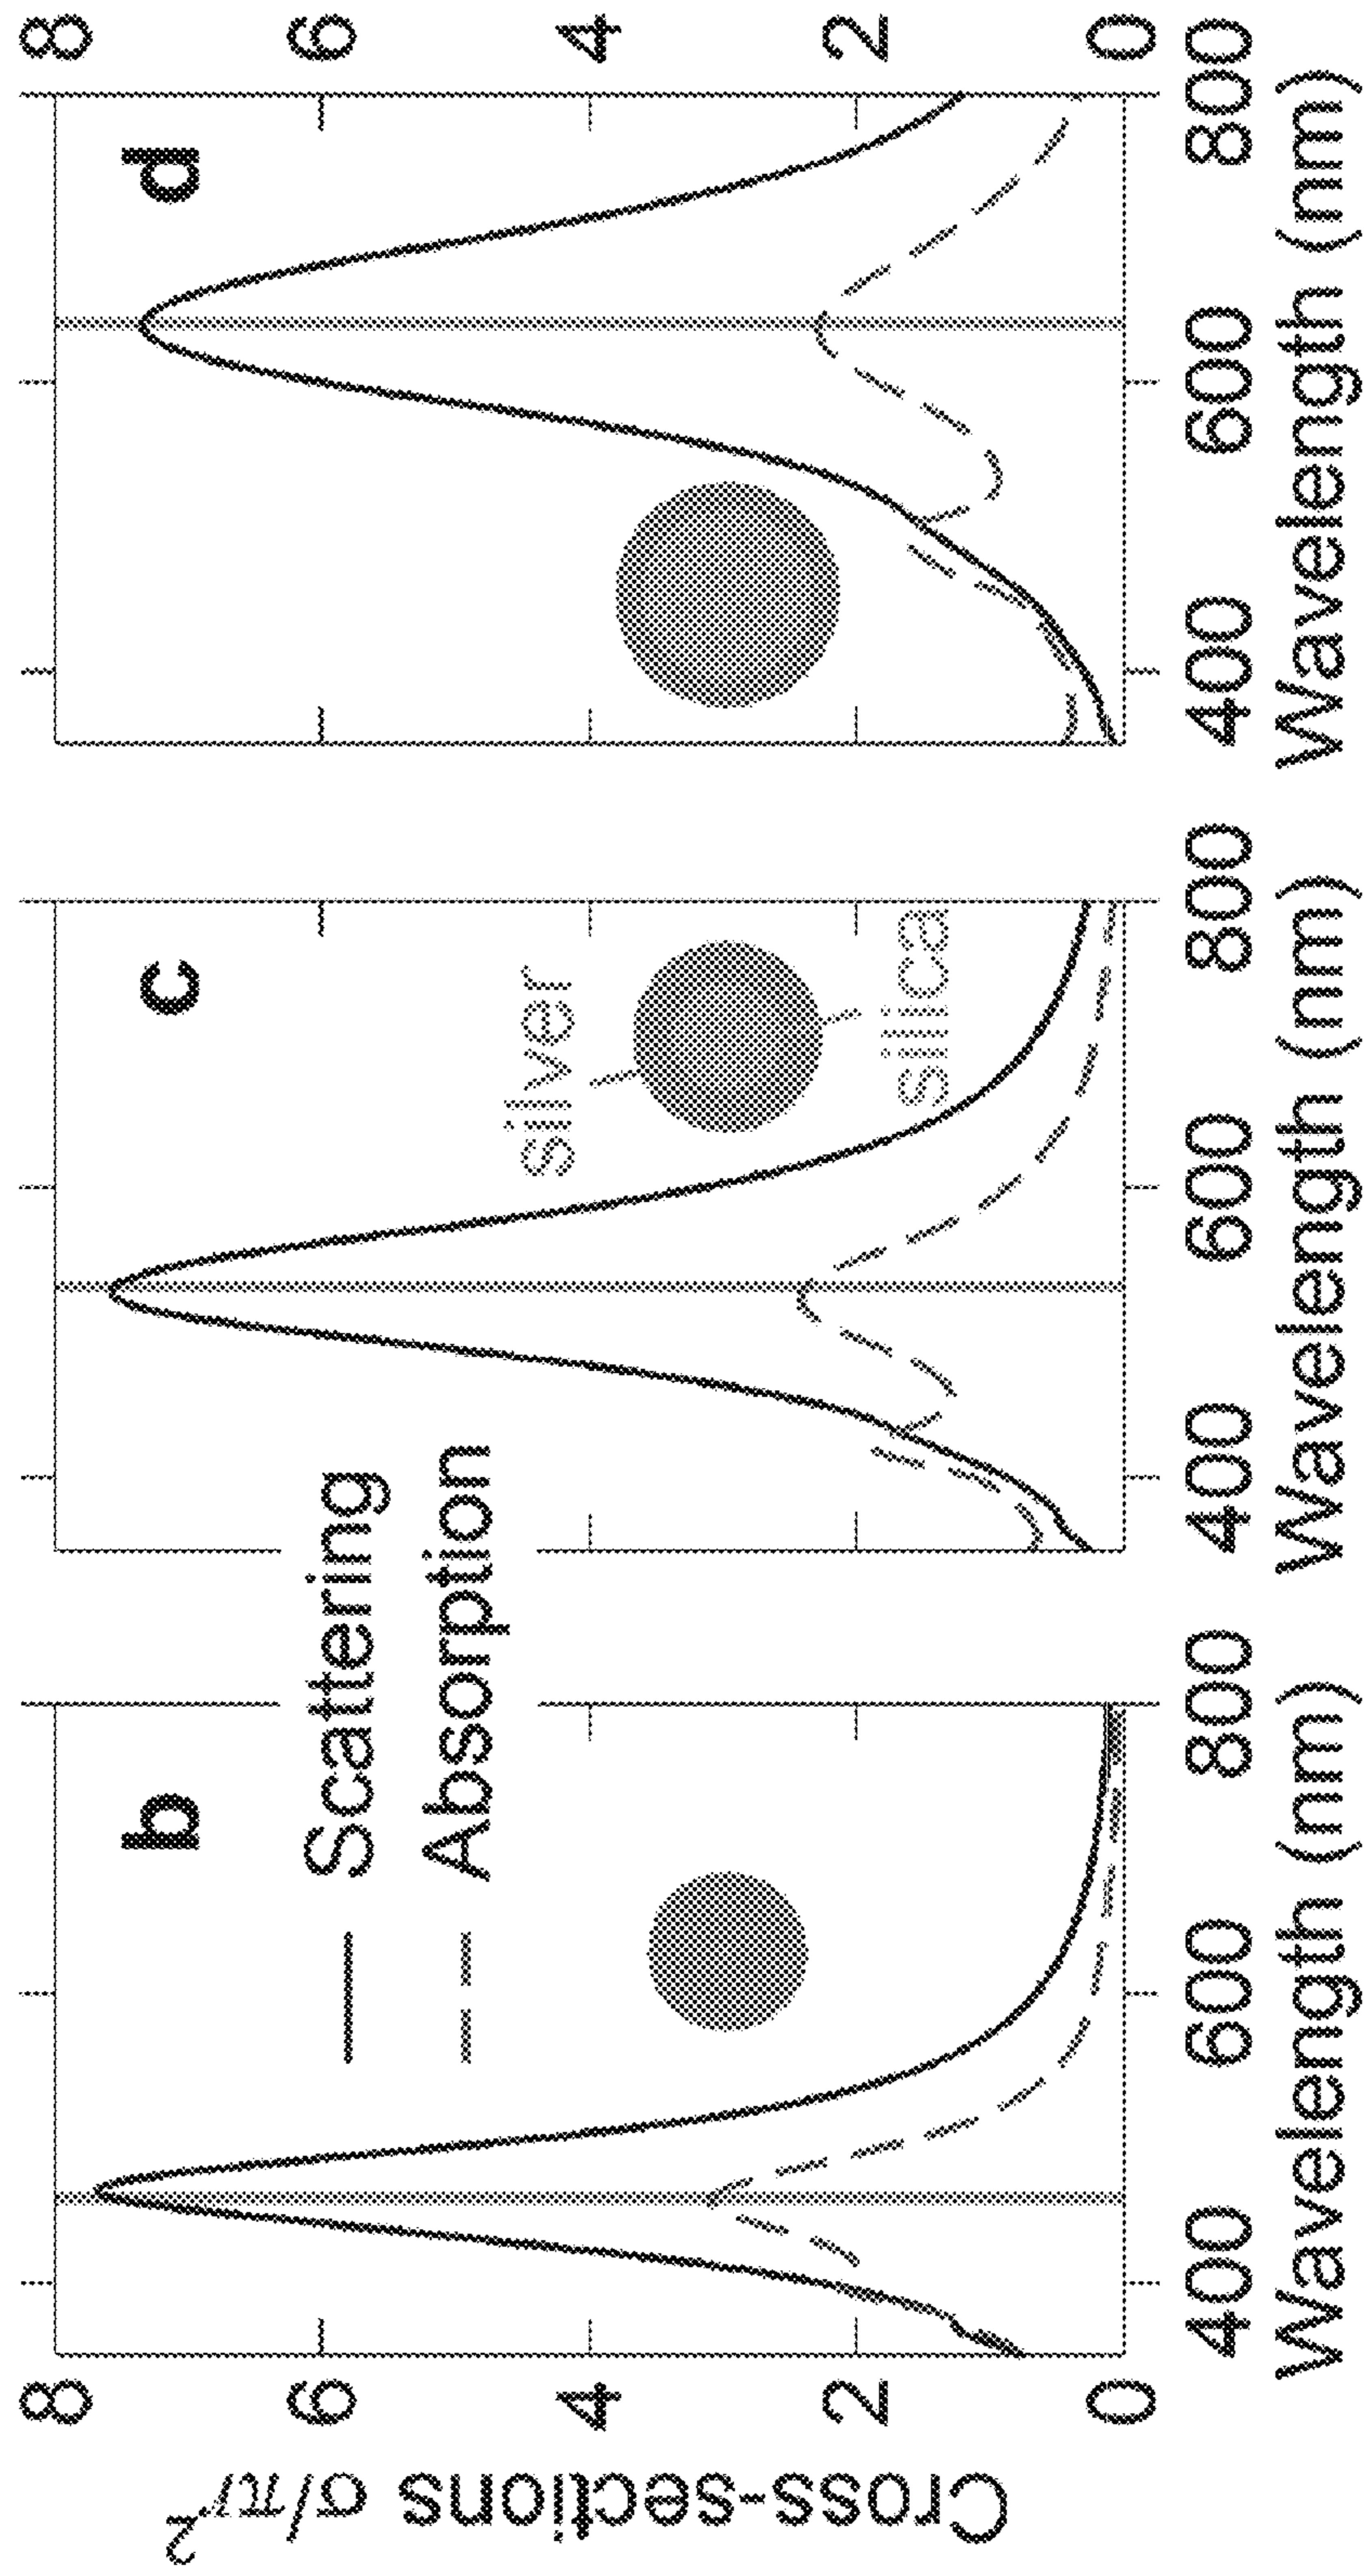 Cross-sections σ/πr²
8
6
4
2
0
b
Scattering
Absorption
400 600 800
Wavelength (nm)
c
silver
sillica
400 600 800
Wavelength (nm)
d
8
6
4
2
0
400 600 800
Wavelength (nm)